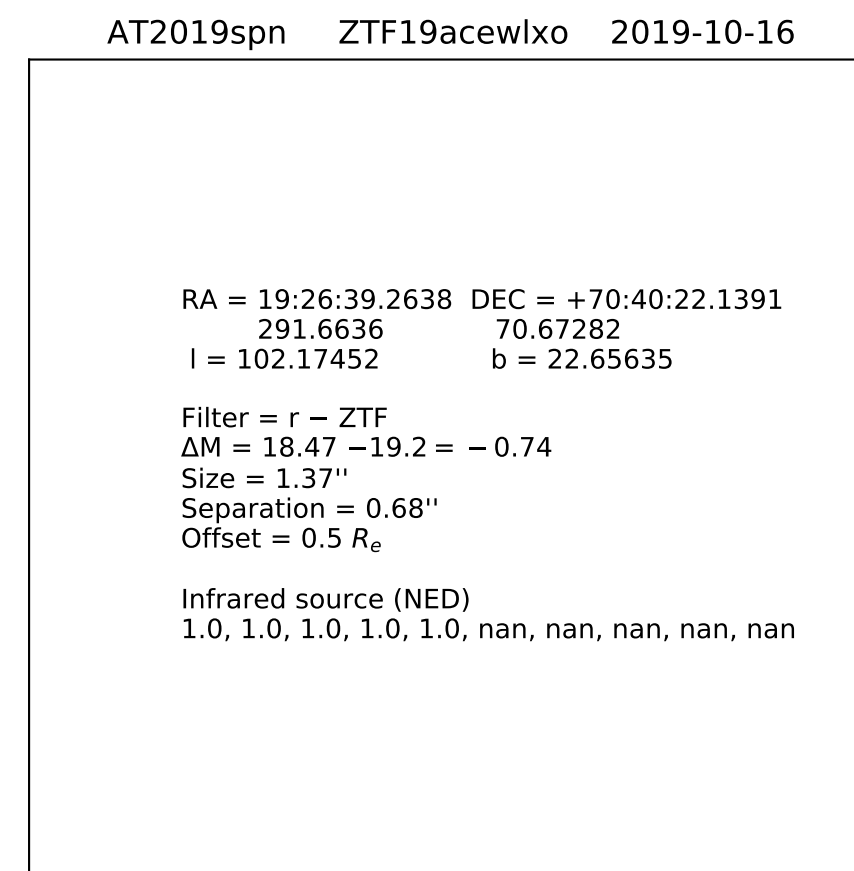 AT2019spn ZTF19acewlxo 2019-10-16
RA = 19:26:39.2638 DEC = +70:40:22.1391
291.6636 70.67282
l = 102.17452 b = 22.65635
Filter = r − ZTF
ΔM = 18.47 −19.2 = −0.74
Size = 1.37''
Separation = 0.68''
Offset = 0.5 Rₑ
Infrared source (NED)
1.0, 1.0, 1.0, 1.0, 1.0, nan, nan, nan, nan, nan